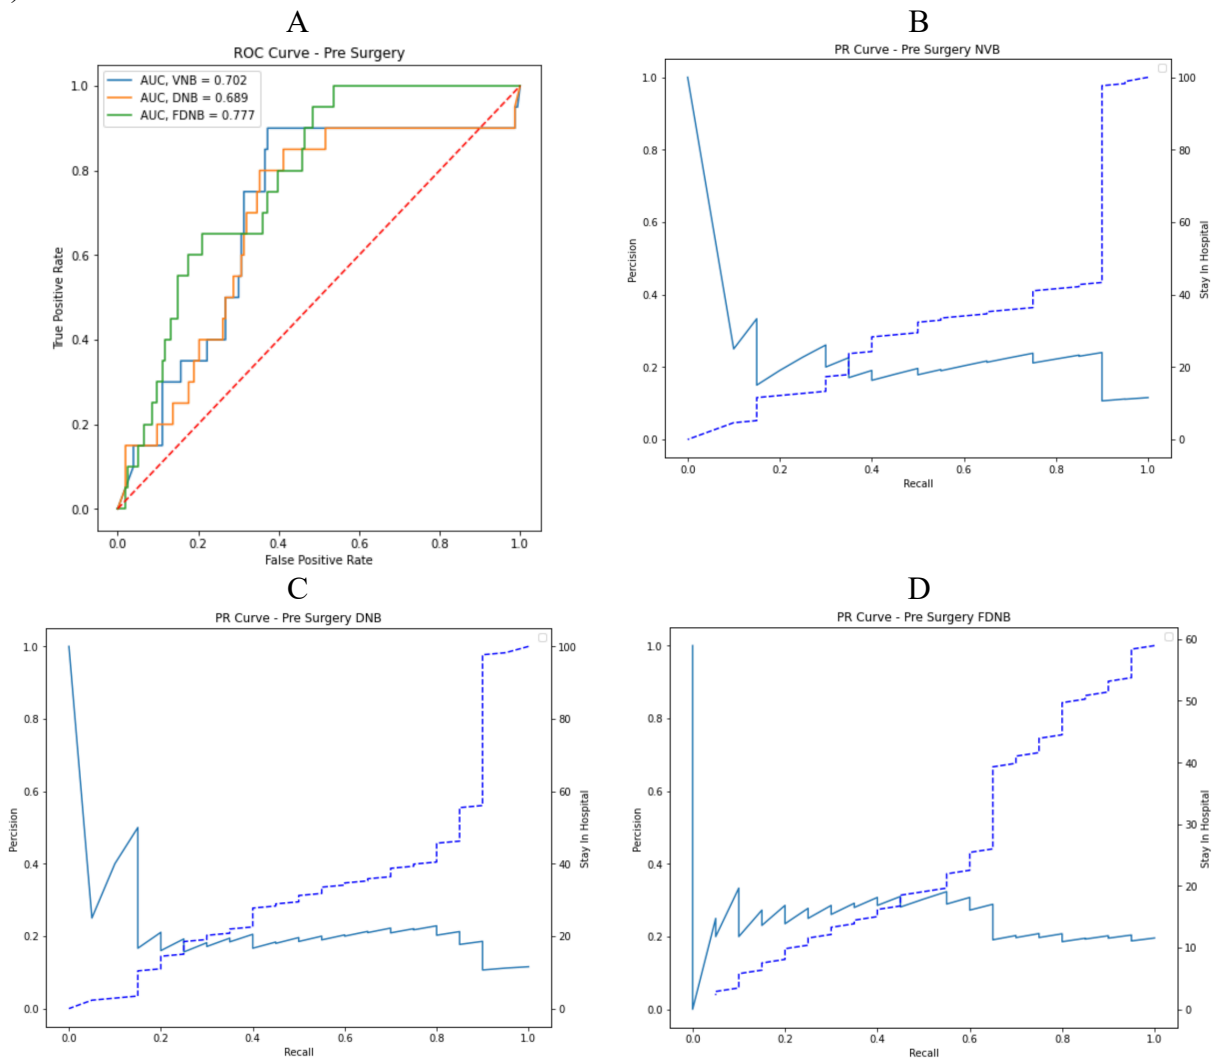 A
ROC Curve - Pre Surgery
AUC, VNB = 0.702
AUC, DNB = 0.689
AUC, FDNB = 0.777
1.0
0.8
0.6
0.4
0.2
0.0
True Positive Rate
0.0 0.2 0.4 0.6 0.8 1.0
False Positive Rate
B
PR Curve - Pre Surgery NVB
1.0
0.8
0.6
0.4
0.2
0.0
Percision
100
80
60
40
20
0
Stay In Hospital
0.0 0.2 0.4 0.6 0.8 1.0
Recall
C
PR Curve - Pre Surgery DNB
1.0
0.8
0.6
0.4
0.2
0.0
Percision
100
80
60
40
20
0
Stay In Hospital
0.0 0.2 0.4 0.6 0.8 1.0
Recall
D
PR Curve - Pre Surgery FDNB
1.0
0.8
0.6
0.4
0.2
0.0
Percision
60
50
40
30
20
10
0
Stay In Hospital
0.0 0.2 0.4 0.6 0.8 1.0
Recall